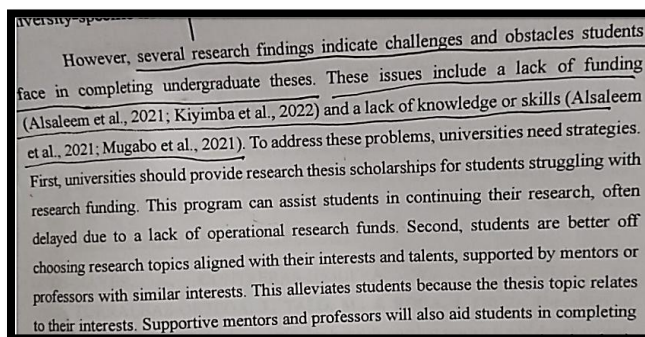 However, several research findings indicate challenges and obstacles students
face in completing undergraduate theses. These issues include a lack of funding
(Alsaleem et al., 2021; Kiyimba et al., 2022) and a lack of knowledge or skills (Alsaleem
et al., 2021; Mugabo et al., 2021). To address these problems, universities need strategies.
First, universities should provide research thesis scholarships for students struggling with
research funding. This program can assist students in continuing their research, often
delayed due to a lack of operational research funds. Second, students are better off
choosing research topics aligned with their interests and talents, supported by mentors or
professors with similar interests. This alleviates students because the thesis topic relates
to their interests. Supportive mentors and professors will also aid students in completing